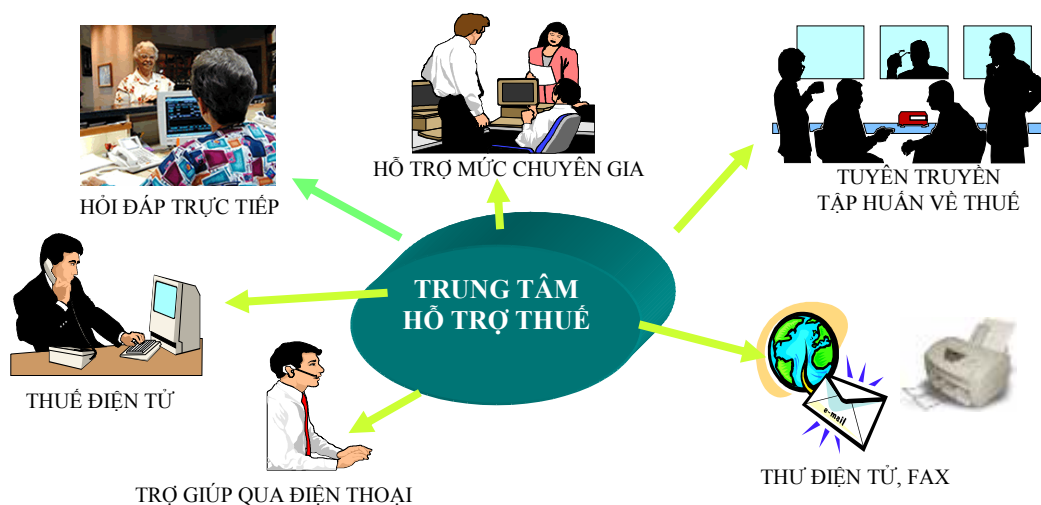 HỖ TRỢ MỨC CHUYÊN GIA
TUYÊN TRUYỀN
TẬP HUẤN VỀ THUẾ
HỎI ĐÁP TRỰC TIẾP
TRUNG TÂM
HỖ TRỢ THUẾ
THUẾ ĐIỆN TỬ
e-mail
THƯ ĐIỆN TỬ, FAX
TRỢ GIÚP QUA ĐIỆN THOẠI